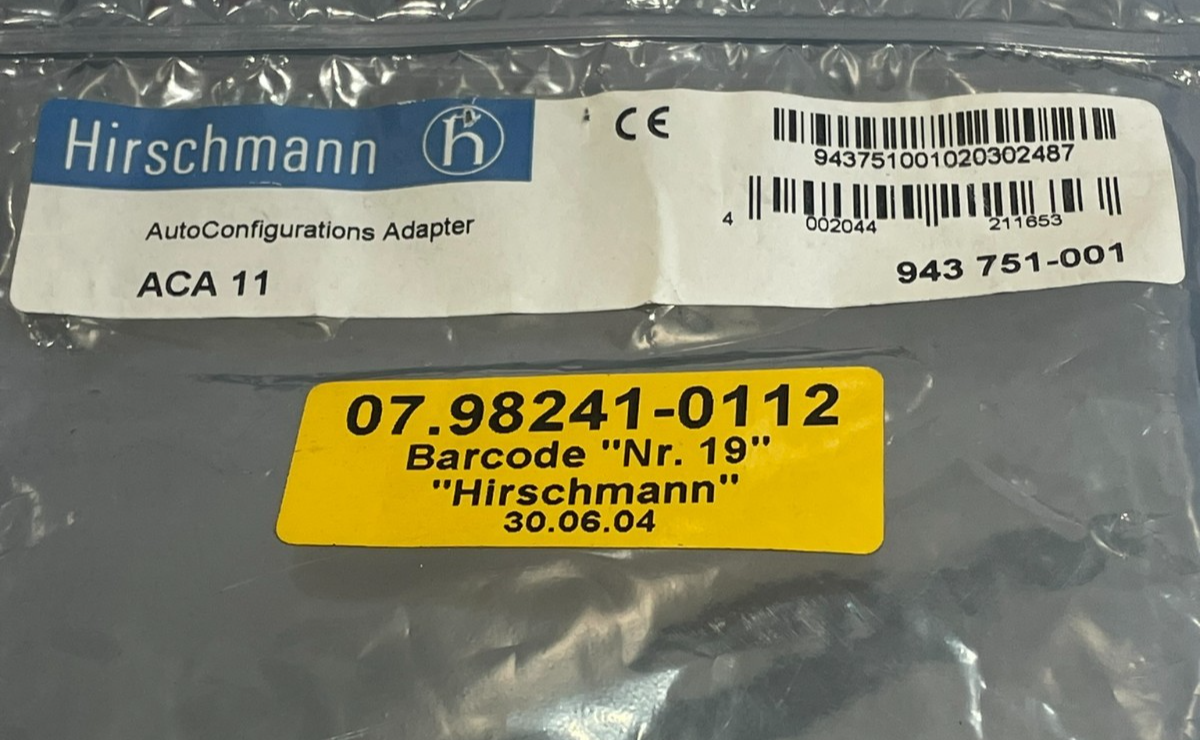 Hirschmann h
CE
943751001020302487
4 002044 211653
AutoConfigurations Adapter
ACA 11
943 751-001
07.98241-0112
Barcode "Nr. 19"
"Hirschmann"
30.06.04